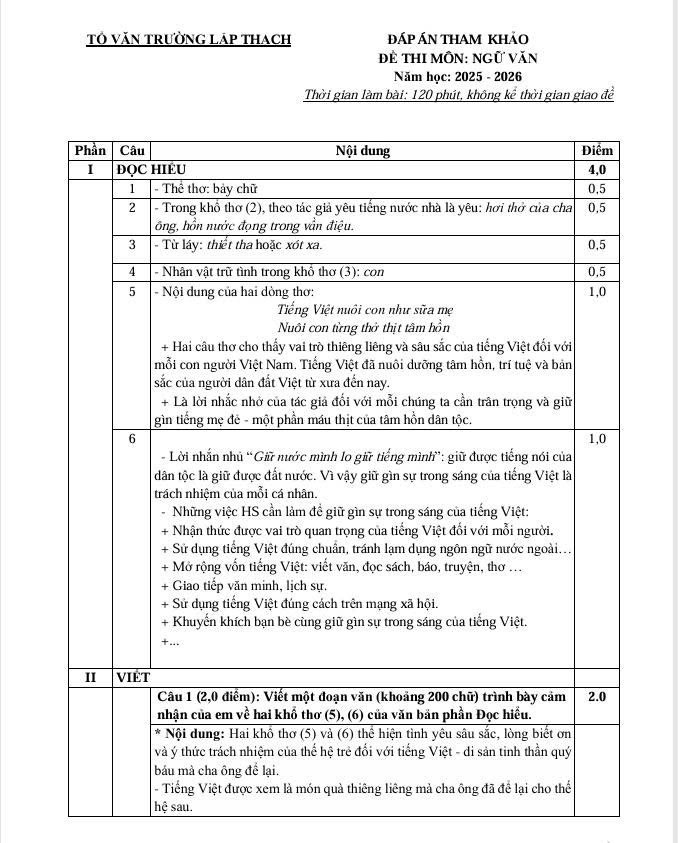 TỔ VĂN TRƯỜNG LẬP THẠCH
ĐÁP ÁN THAM KHẢO
ĐỀ THI MÔN: NGỮ VĂN
Năm học: 2025 - 2026
Thời gian làm bài: 120 phút, không kể thời gian giao đề
Phần Câu Nội dung Điểm
I ĐỌC HIỂU 4,0
1 - Thể thơ: bảy chữ 0,5
2 - Trong khổ thơ (2), theo tác giả yêu tiếng nước nhà là yêu: hơi thở của cha 0,5
ông, hồn nước đọng trong vần điệu.
3 - Từ láy: thiết tha hoặc xót xa. 0,5
4 - Nhân vật trữ tình trong khổ thơ (3): con 0,5
5 - Nội dung của hai dòng thơ: 1,0
Tiếng Việt nuôi con như sữa mẹ
Nuôi con từng thớ thịt tâm hồn
+ Hai câu thơ cho thấy vai trò thiêng liêng và sâu sắc của tiếng Việt đối với
mỗi con người Việt Nam. Tiếng Việt đã nuôi dưỡng tâm hồn, trí tuệ và bản
sắc của người dân đất Việt từ xưa đến nay.
+ Là lời nhắc nhở của tác giả đối với mỗi chúng ta cần trân trọng và giữ
gìn tiếng mẹ đẻ - một phần máu thịt của tâm hồn dân tộc.
6 1,0
- Lời nhắn nhủ “Giữ nước mình lo giữ tiếng mình”: giữ được tiếng nói của
dân tộc là giữ được đất nước. Vì vậy giữ gìn sự trong sáng của tiếng Việt là
trách nhiệm của mỗi cá nhân.
- Những việc HS cần làm để giữ gìn sự trong sáng của tiếng Việt:
+ Nhận thức được vai trò quan trọng của tiếng Việt đối với mỗi người.
+ Sử dụng tiếng Việt đúng chuẩn, tránh lạm dụng ngôn ngữ nước ngoài…
+ Mở rộng vốn tiếng Việt: viết văn, đọc sách, báo, truyện, thơ …
+ Giao tiếp văn minh, lịch sự.
+ Sử dụng tiếng Việt đúng cách trên mạng xã hội.
+ Khuyến khích bạn bè cùng giữ gìn sự trong sáng của tiếng Việt.
+...
II VIẾT
Câu 1 (2,0 điểm): Viết một đoạn văn (khoảng 200 chữ) trình bày cảm 2.0
nhận của em về hai khổ thơ (5), (6) của văn bản phần Đọc hiểu.
* Nội dung: Hai khổ thơ (5) và (6) thể hiện tình yêu sâu sắc, lòng biết ơn
và ý thức trách nhiệm của thế hệ trẻ đối với tiếng Việt - di sản tinh thần quý
báu mà cha ông để lại.
- Tiếng Việt được xem là món quà thiêng liêng mà cha ông đã để lại cho thế
hệ sau.